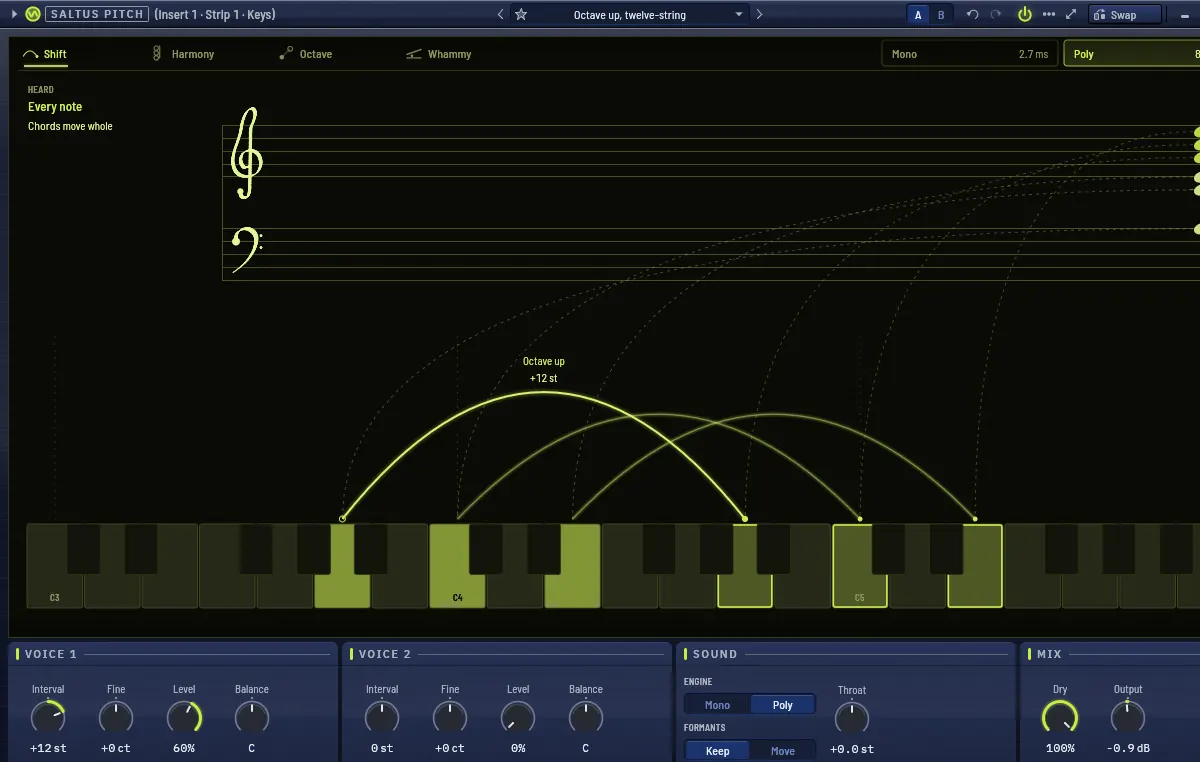 SALTUS PITCH (Insert 1 · Strip 1 · Keys) Octave up, twelve-string A B Swap
Shift Harmony Octave Whammy Mono 2.7 ms Poly 8
HEARD
Every note
Chords move whole
Octave up
+12 st
C3 C4 C5
VOICE 1 VOICE 2 SOUND MIX
Interval Fine Level Balance Interval Fine Level Balance ENGINE Throat Dry Output
Mono Poly
FORMANTS
+12 st +0 ct 60% C 0 st +0 ct 0% C Keep Move +0.0 st 100% -0.9 dB